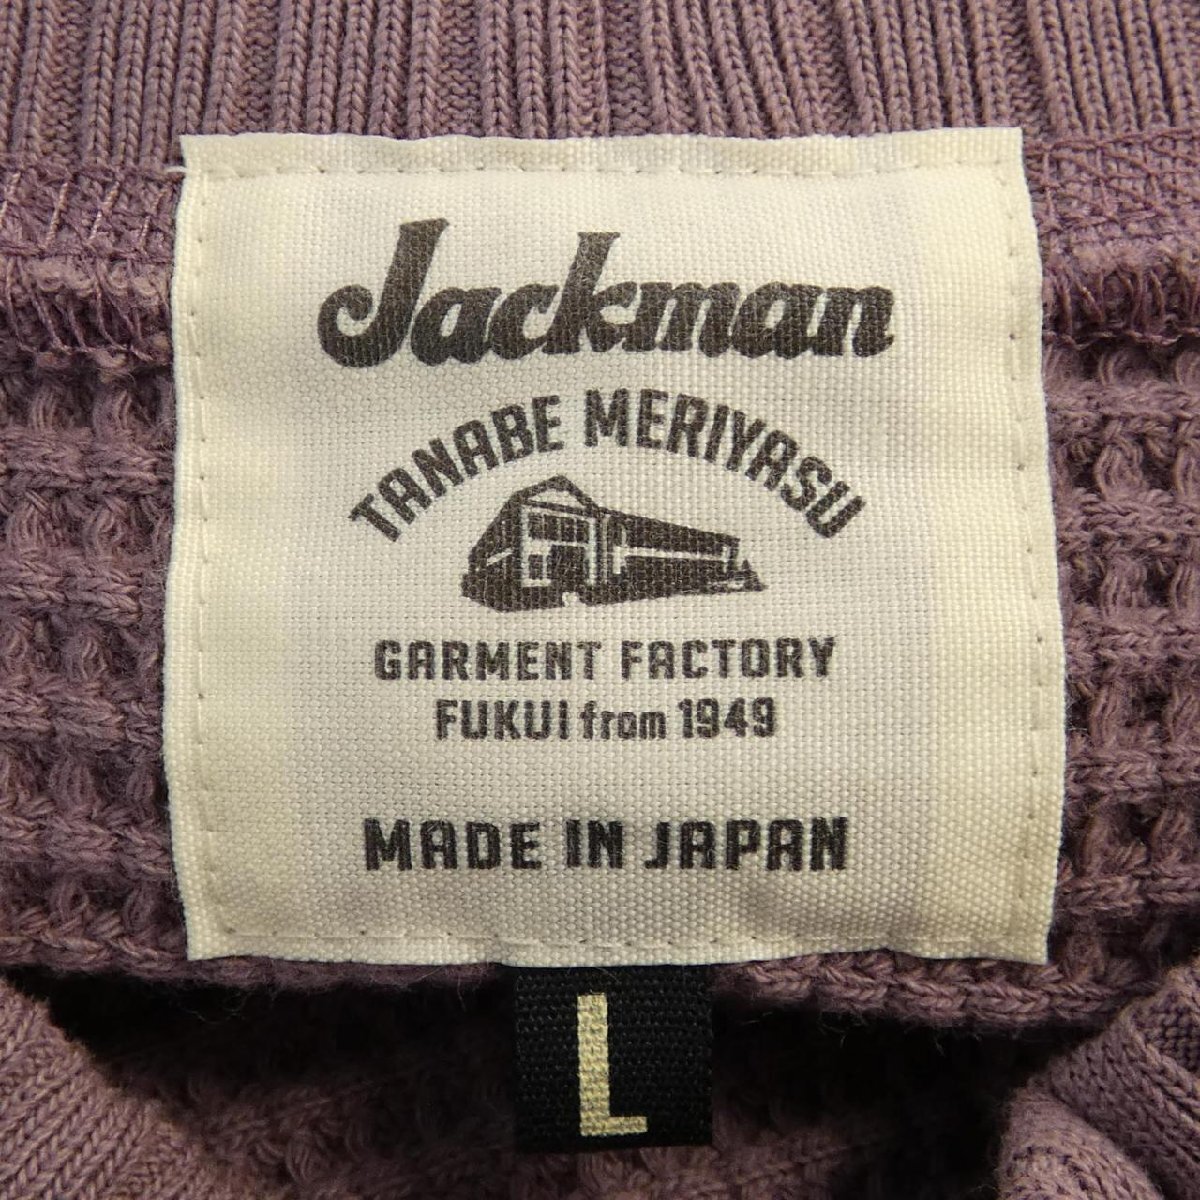 Jackman
TANABE MERIYASU
GARMENT FACTORY
FUKUI from 1949
MADE IN JAPAN
L